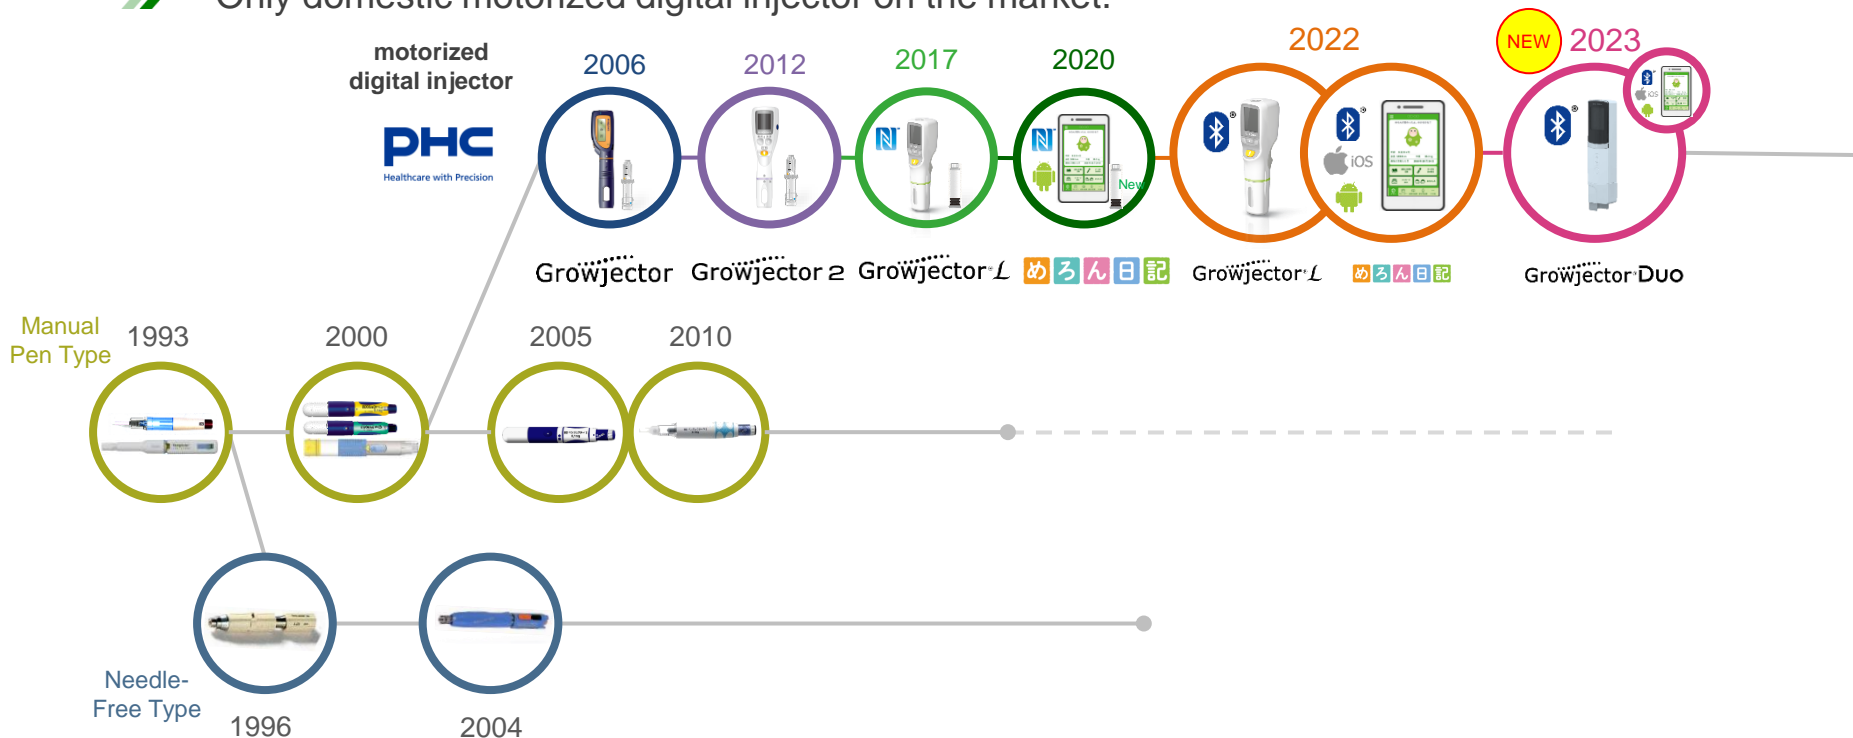 Only domestic motorized digital injector on the market.
motorized
digital injector
PHC
Healthcare with Precision
2006
2012
2017
2020
2022
NEW
2023
N
New
iOS
iOS
Growjector
Growjector 2
Growjector® L
めろん日記
Growjector® L
めろん日記
Growjector® Duo
Manual
Pen Type
1993
2000
2005
2010
Needle-
Free Type
1996
2004